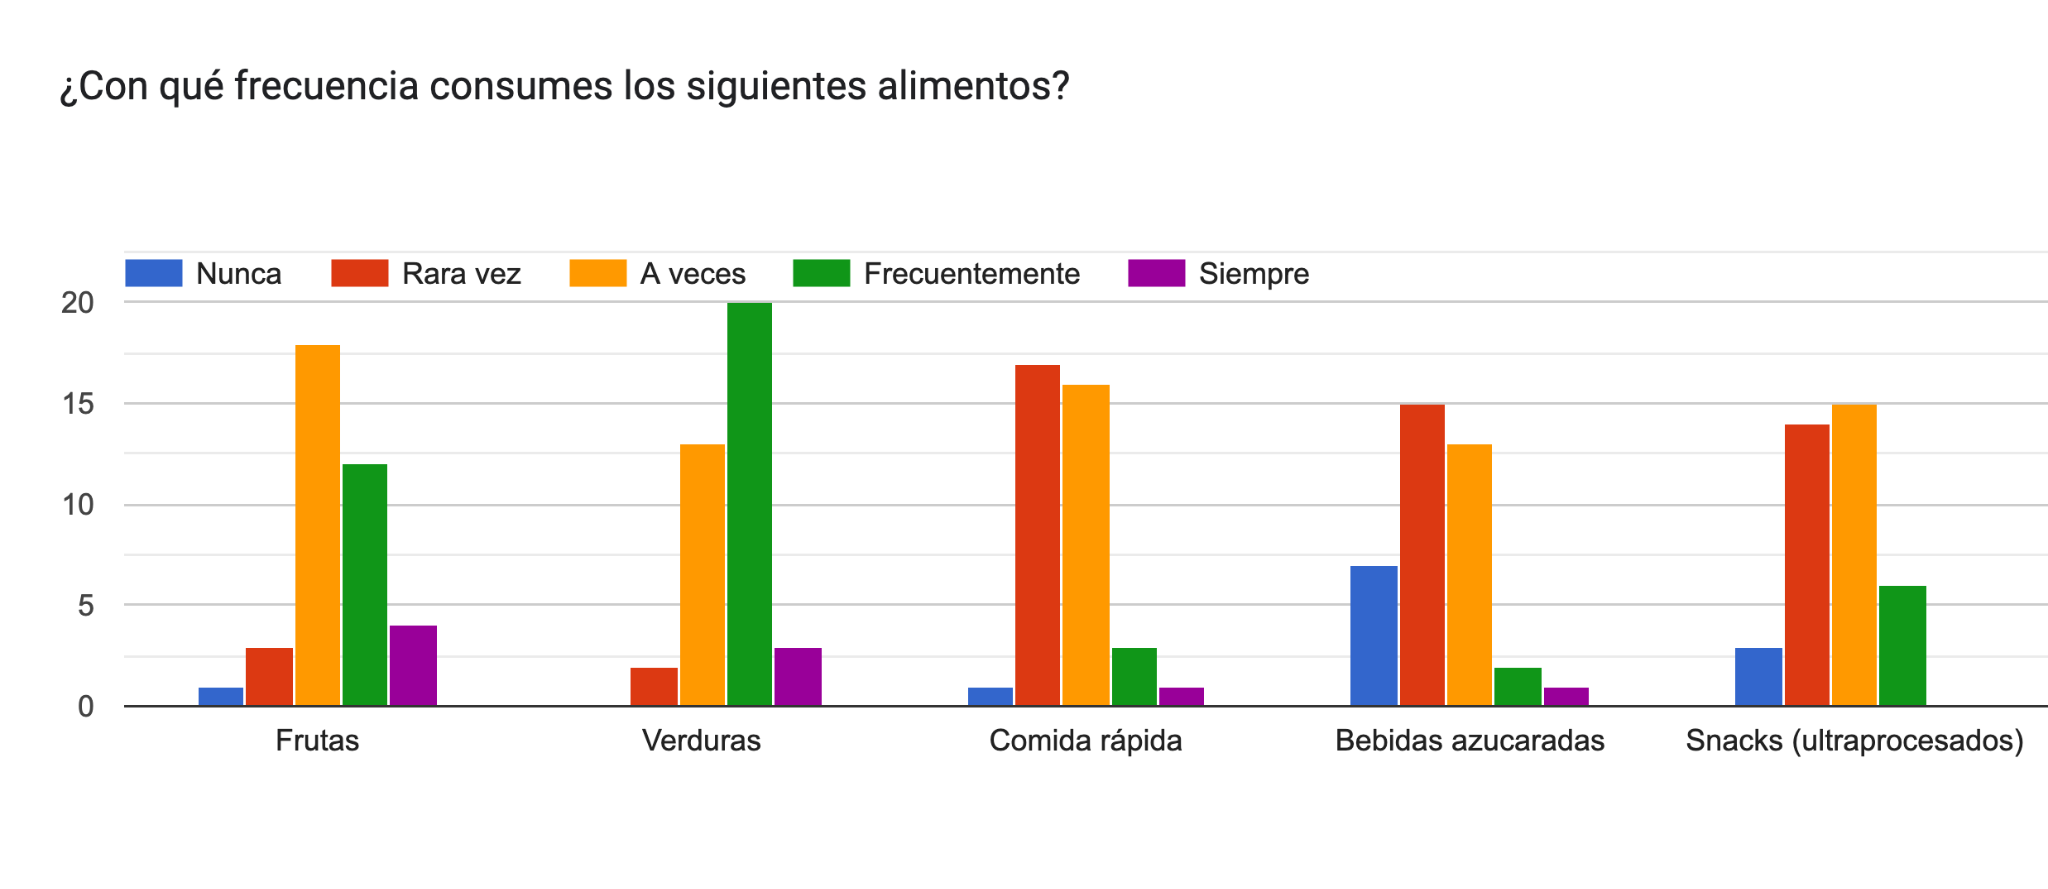 ¿Con qué frecuencia consumes los siguientes alimentos?
Nunca Rara vez A veces Frecuentemente Siempre
20
15
10
5
0
Frutas Verduras Comida rápida Bebidas azucaradas Snacks (ultraprocesados)